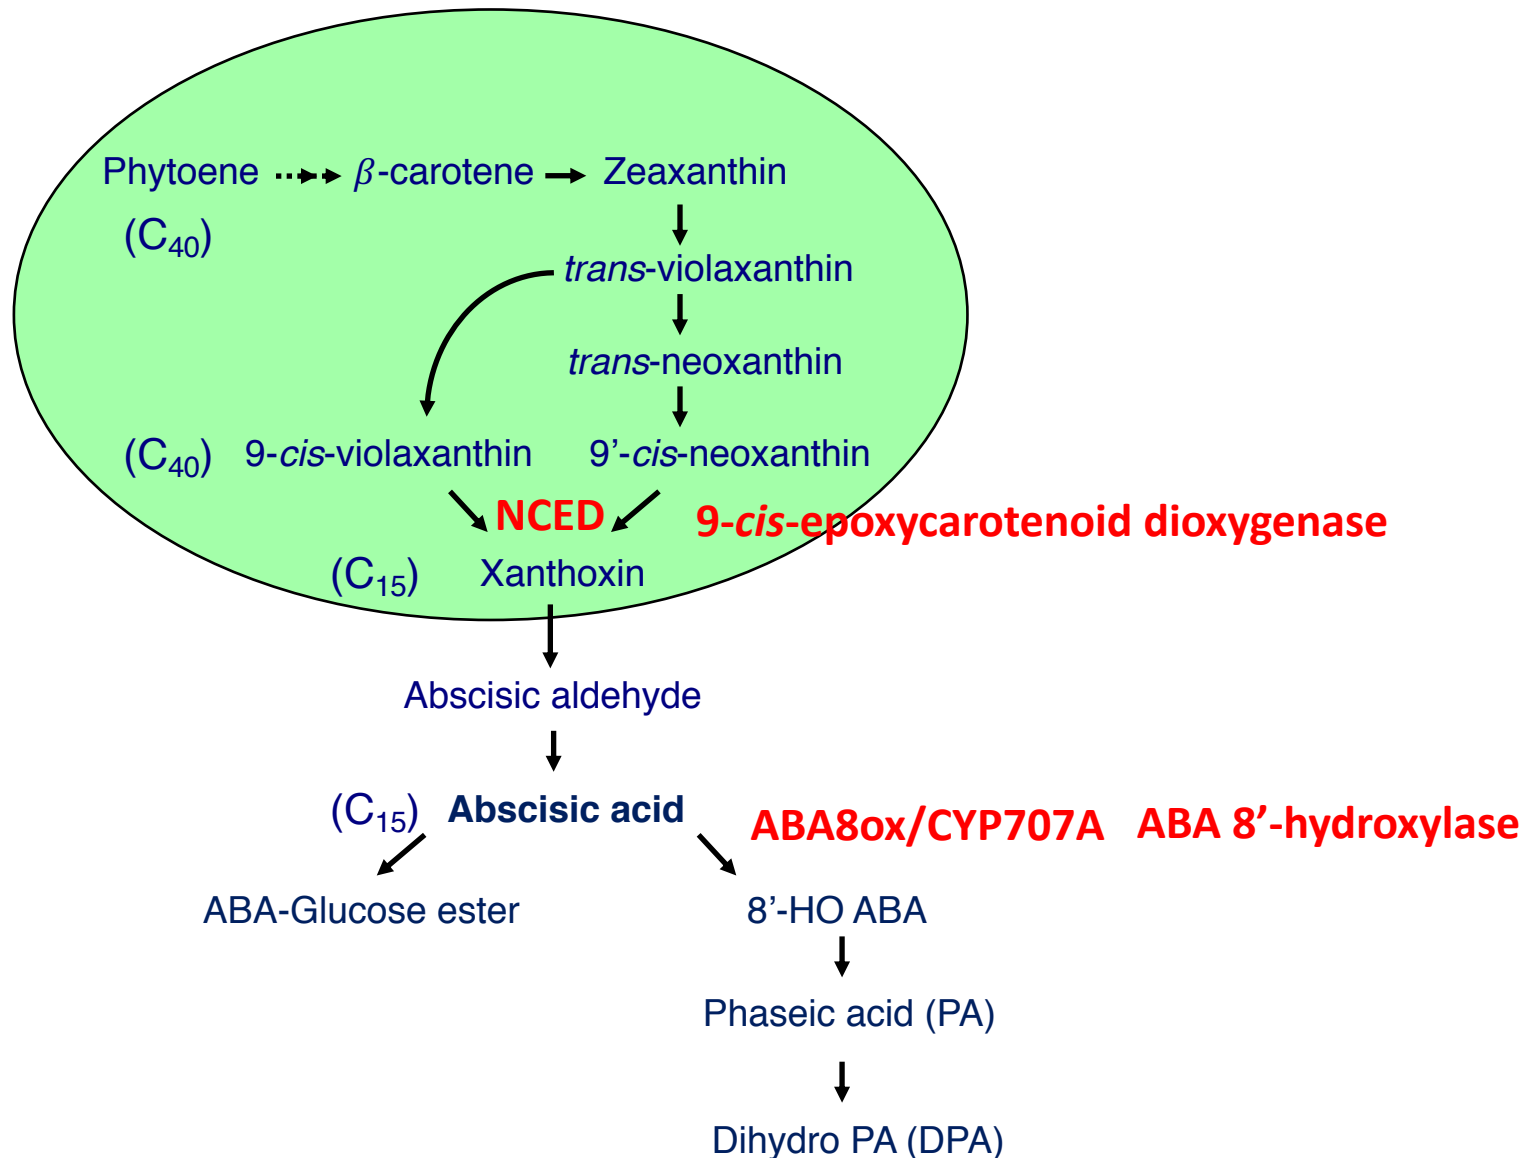 Phytoene β-carotene Zeaxanthin
(C40)
trans-violaxanthin
trans-neoxanthin
(C40) 9-cis-violaxanthin 9’-cis-neoxanthin
NCED 9-cis-epoxycarotenoid dioxygenase
(C15) Xanthoxin
Abscisic aldehyde
(C15) Abscisic acid ABA8ox/CYP707A ABA 8’-hydroxylase
ABA-Glucose ester 8’-HO ABA
Phaseic acid (PA)
Dihydro PA (DPA)